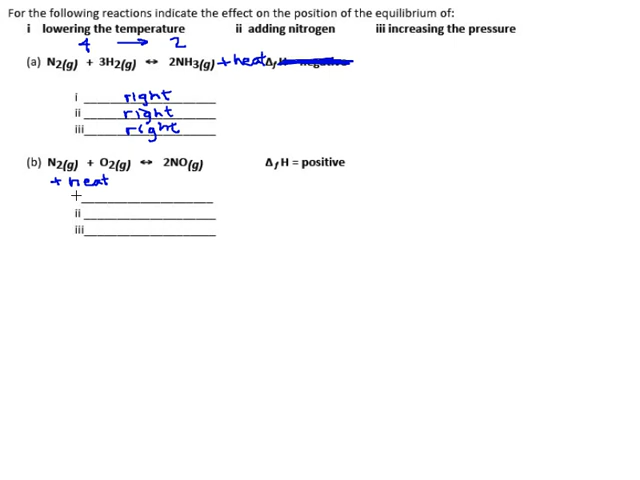 For the following reactions indicate the effect on the position of the equilibrium of:
i lowering the temperature ii adding nitrogen iii increasing the pressure
4 → 2
(a) N2(g) + 3H2(g) ↔ 2NH3(g) + heat
i right
ii right
iii right
(b) N2(g) + O2(g) ↔ 2NO(g) ΔrH = positive
+ heat
ii
iii